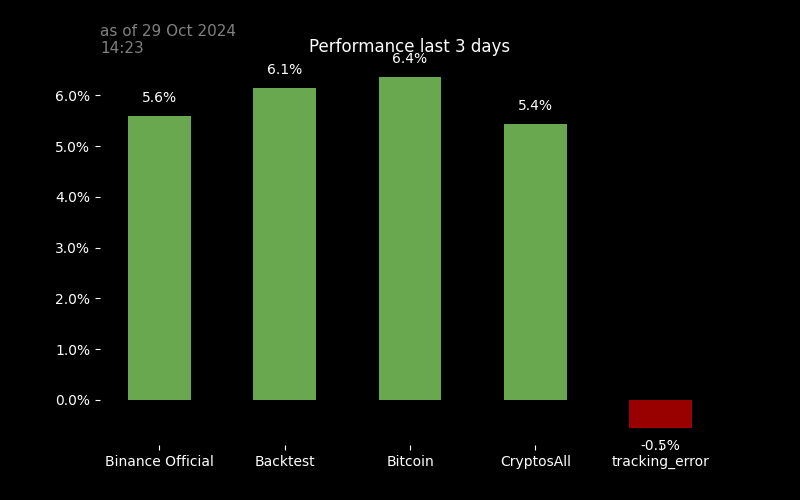 as of 29 Oct 2024
14:23
Performance last 3 days
6.0%
5.0%
4.0%
3.0%
2.0%
1.0%
0.0%
5.6%
6.1%
6.4%
5.4%
-0.5%
Binance Official
Backtest
Bitcoin
CryptosAll
tracking_error